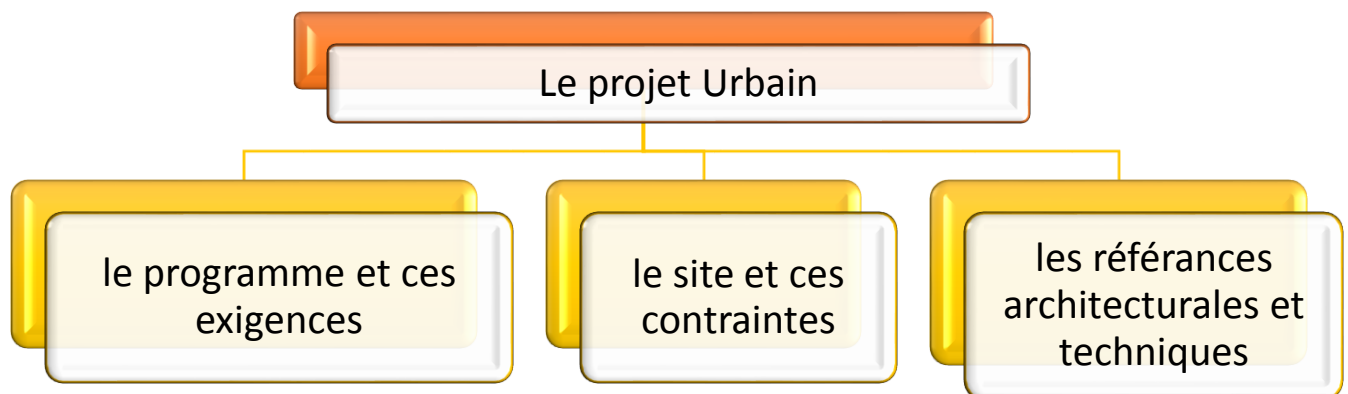 Le projet Urbain
le programme et ces
exigences
le site et ces
contraintes
les référances
architecturales et
techniques